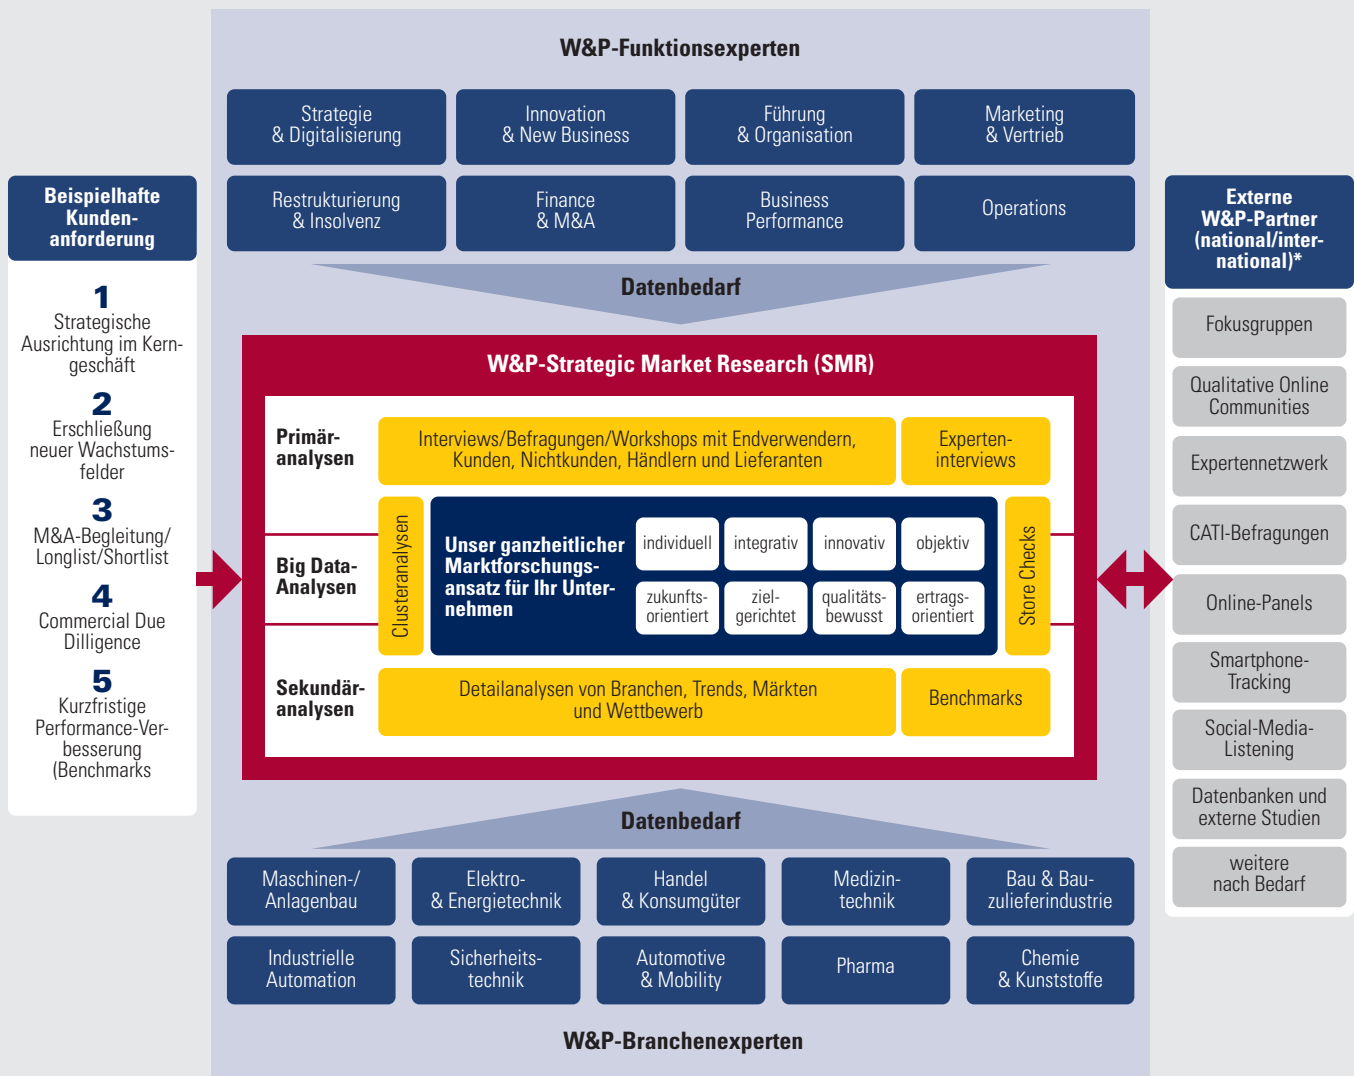 W&P-Funktionsexperten
Strategie
& Digitalisierung
Innovation
& New Business
Führung
& Organisation
Marketing
& Vertrieb
Restrukturierung
& Insolvenz
Finance
& M&A
Business
Performance
Operations
Datenbedarf
Beispielhafte
Kunden-
anforderung
1
Strategische
Ausrichtung im Kern-
geschäft
2
Erschließung
neuer Wachstums-
felder
3
M&A-Begleitung/
Longlist/Shortlist
4
Commercial Due
Dilligence
5
Kurzfristige
Performance-Ver-
besserung
(Benchmarks
W&P-Strategic Market Research (SMR)
Primär-
analysen
Interviews/Befragungen/Workshops mit Endverwendern,
Kunden, Nichtkunden, Händlern und Lieferanten
Experten-
interviews
Big Data-
Analysen
Clusteranalysen
Unser ganzheitlicher
Marktforschungs-
ansatz für Ihr Unter-
nehmen
individuell
integrativ
innovativ
objektiv
zukunfts-
orientiert
ziel-
gerichtet
qualitäts-
bewusst
ertrags-
orientiert
Store Checks
Sekundär-
analysen
Detailanalysen von Branchen, Trends, Märkten
und Wettbewerb
Benchmarks
Externe
W&P-Partner
(national/inter-
national)*
Fokusgruppen
Qualitative Online
Communities
Expertennetzwerk
CATI-Befragungen
Online-Panels
Smartphone-
Tracking
Social-Media-
Listening
Datenbanken und
externe Studien
weitere
nach Bedarf
Datenbedarf
Maschinen-/
Anlagenbau
Elektro-
& Energietechnik
Handel
& Konsumgüter
Medizin-
technik
Bau & Bau-
zulieferindustrie
Industrielle
Automation
Sicherheits-
technik
Automotive
& Mobility
Pharma
Chemie
& Kunststoffe
W&P-Branchenexperten